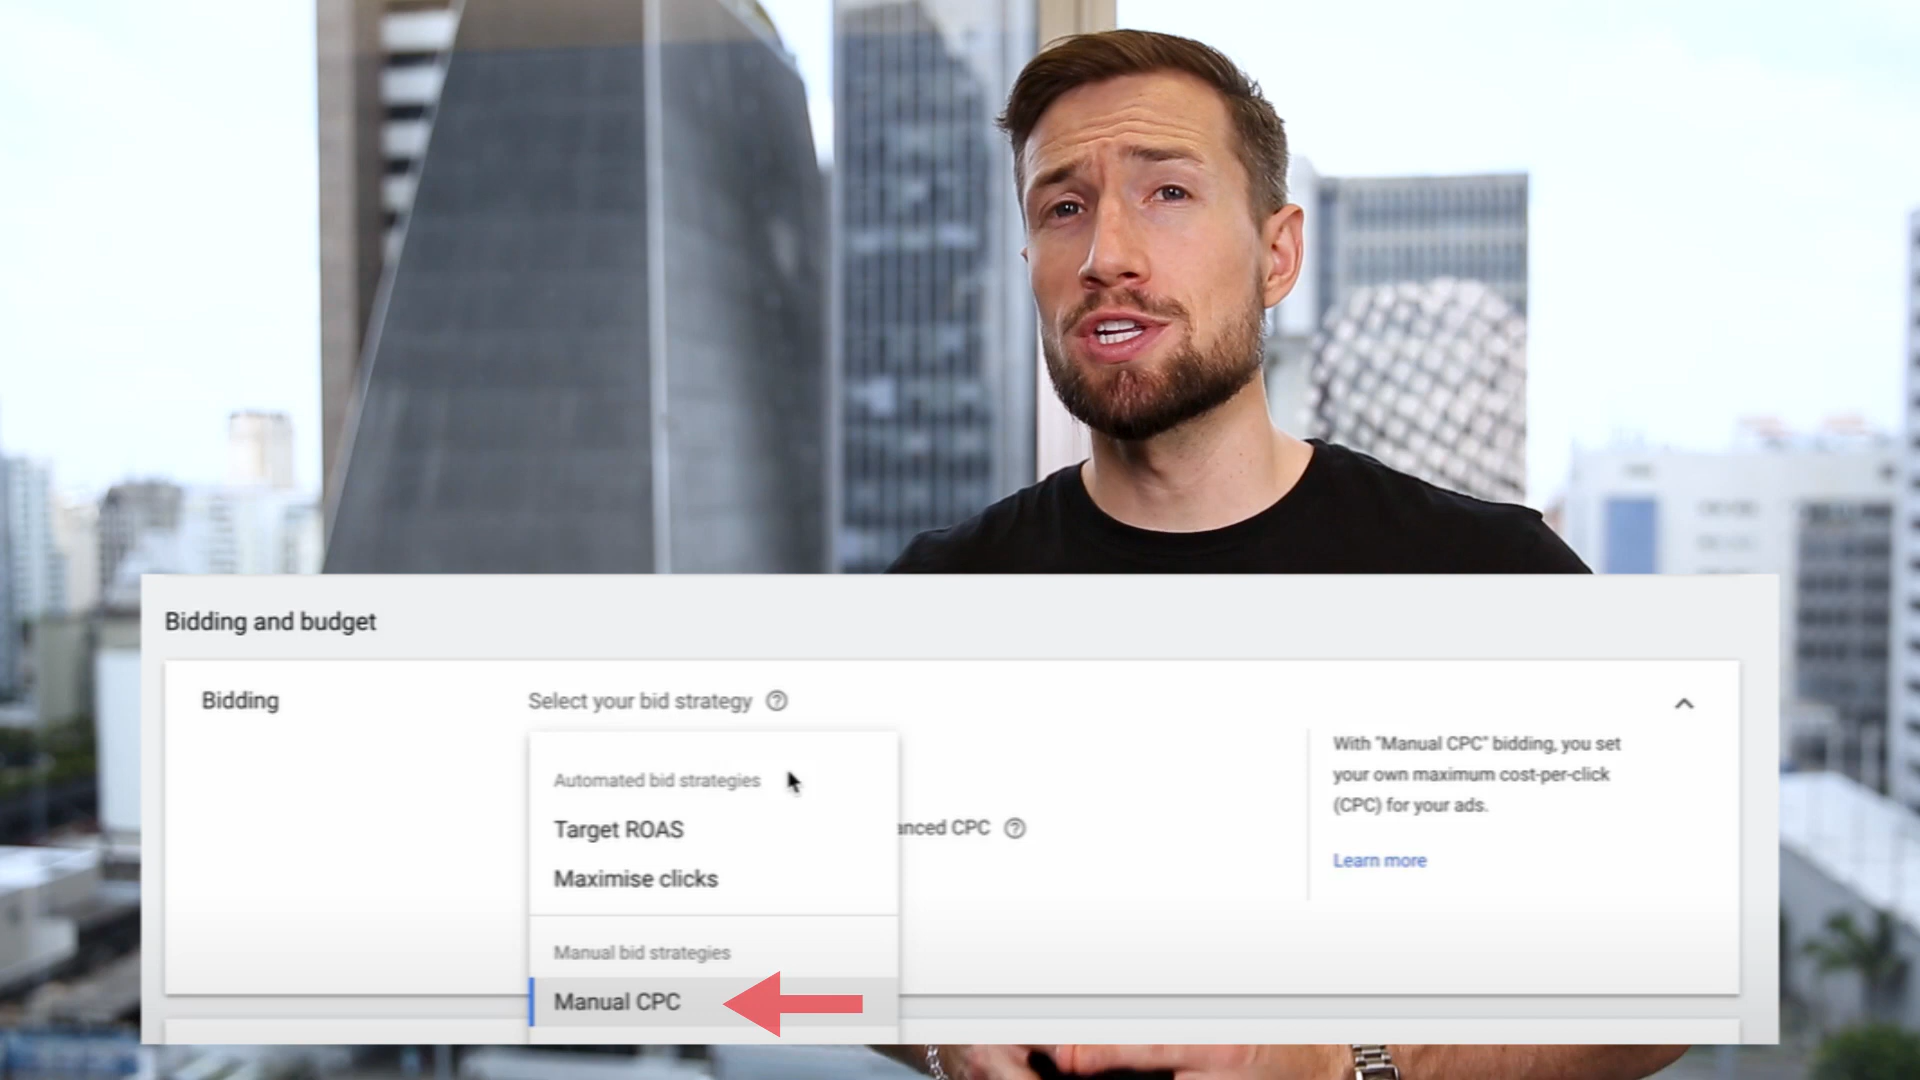 Bidding and budget
Bidding
Select your bid strategy
Automated bid strategies
Target ROAS
Maximise clicks
Manual bid strategies
Manual CPC
anced CPC
With "Manual CPC" bidding, you set
your own maximum cost-per-click
(CPC) for your ads.
Learn more